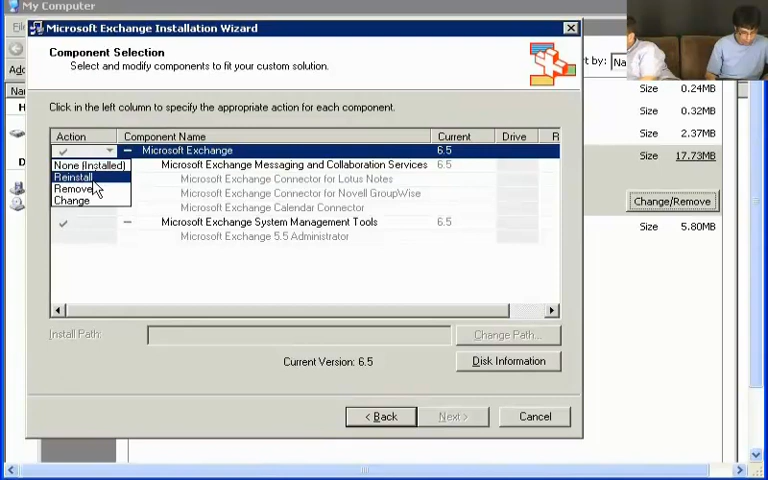 My Computer
Microsoft Exchange Installation Wizard
Component Selection
Select and modify components to fit your custom solution.
Click in the left column to specify the appropriate action for each component.
Action Component Name Current Drive R
Microsoft Exchange 6.5
None (Installed)
Microsoft Exchange Messaging and Collaboration Services 6.5
Reinstall
Microsoft Exchange Connector for Lotus Notes
Remove
Microsoft Exchange Connector for Novell GroupWise
Change
Microsoft Exchange Calendar Connector
Microsoft Exchange System Management Tools 6.5
Microsoft Exchange 5.5 Administrator
Install Path:
Change Path...
Current Version: 6.5
Disk Information
< Back
Next >
Cancel
Size 0.24MB
Size 0.32MB
Size 2.37MB
Size 17.73MB
Change/Remove
Size 5.80MB